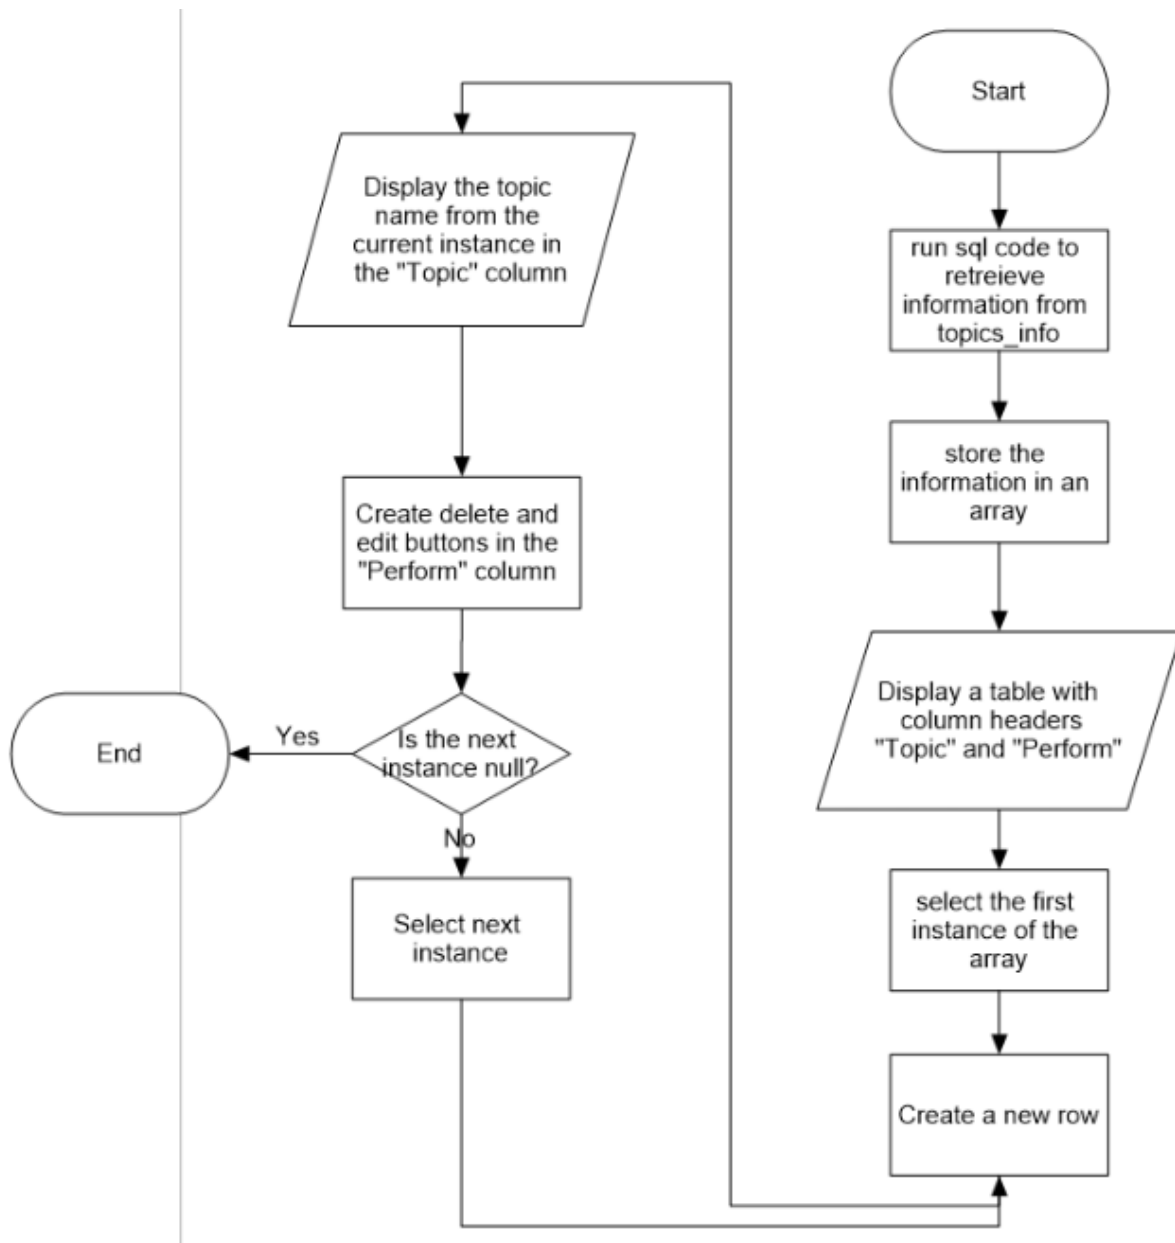 Start
run sql code to
retreieve
information from
topics_info
store the
information in an
array
Display a table with
column headers
"Topic" and "Perform"
select the first
instance of the
array
Create a new row
Display the topic
name from the
current instance in
the "Topic" column
Create delete and
edit buttons in the
"Perform" column
Is the next
instance null?
Yes
End
No
Select next
instance